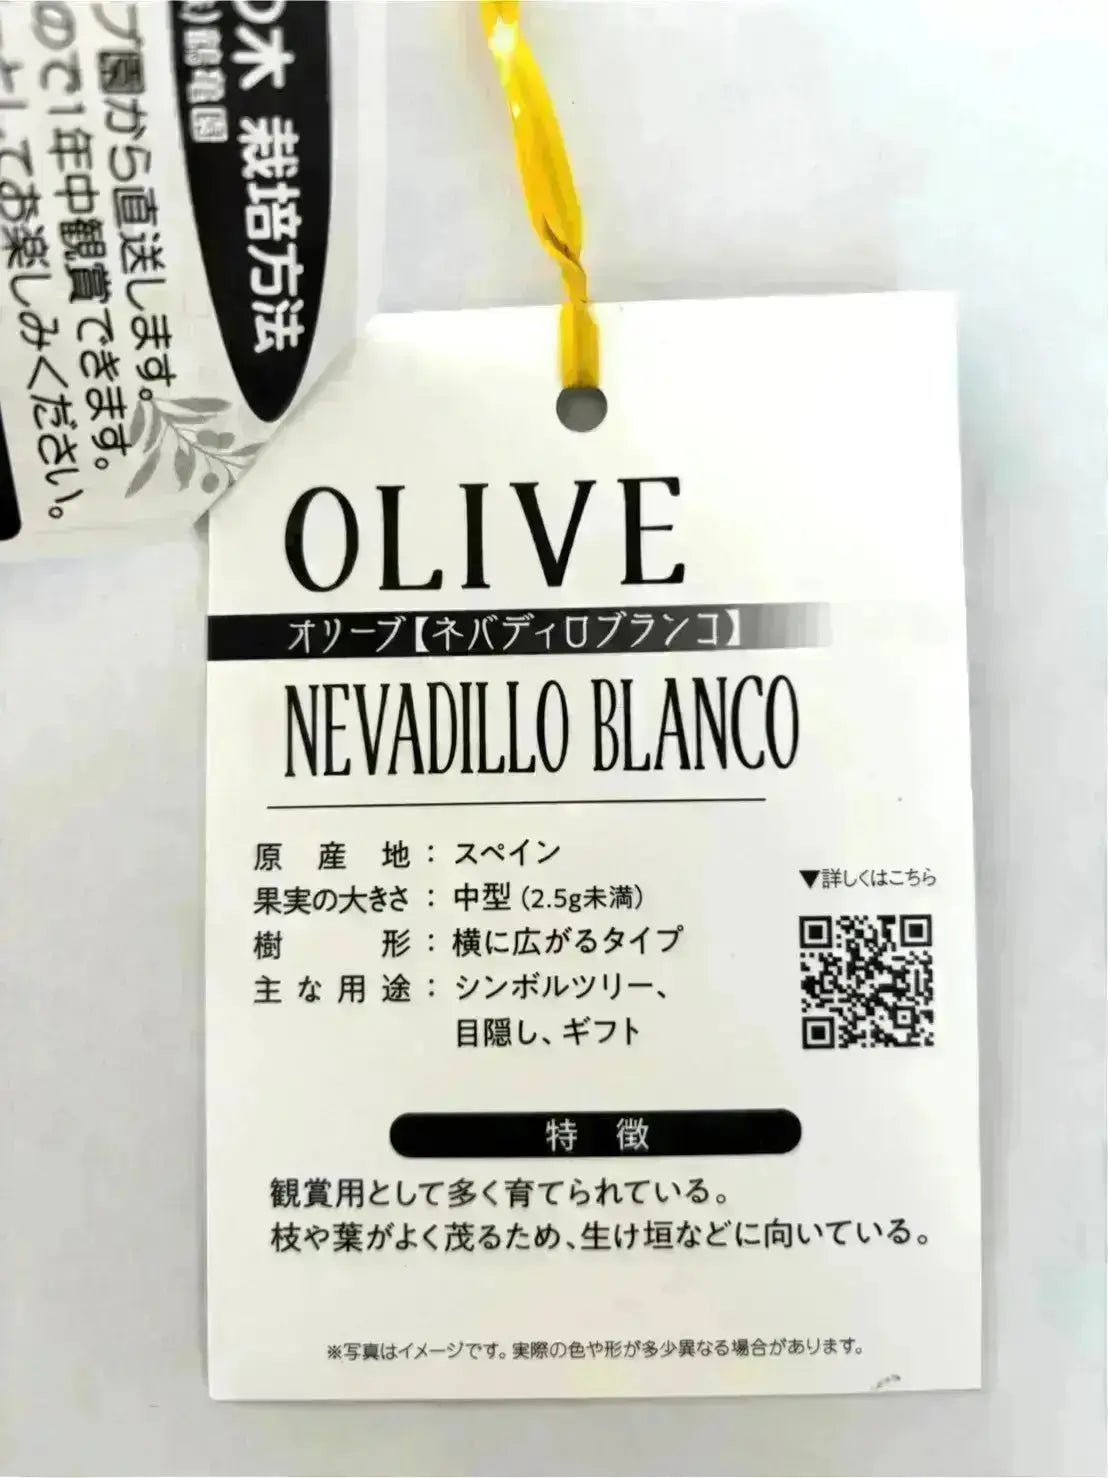 の木 栽培方法
園から直送します。
ので1年中観賞できます。
としてお楽しみください。
OLIVE
オリーブ【ネバディロブランコ】
NEVADILLO BLANCO
原産地：スペイン
果実の大きさ：中型(2.5g未満)
樹形：横に広がるタイプ
主な用途：シンボルツリー、
目隠し、ギフト
▼詳しくはこちら
特 徴
観賞用として多く育てられている。
枝や葉がよく茂るため、生け垣などに向いている。
※写真はイメージです。実際の色や形が多少異なる場合があります。